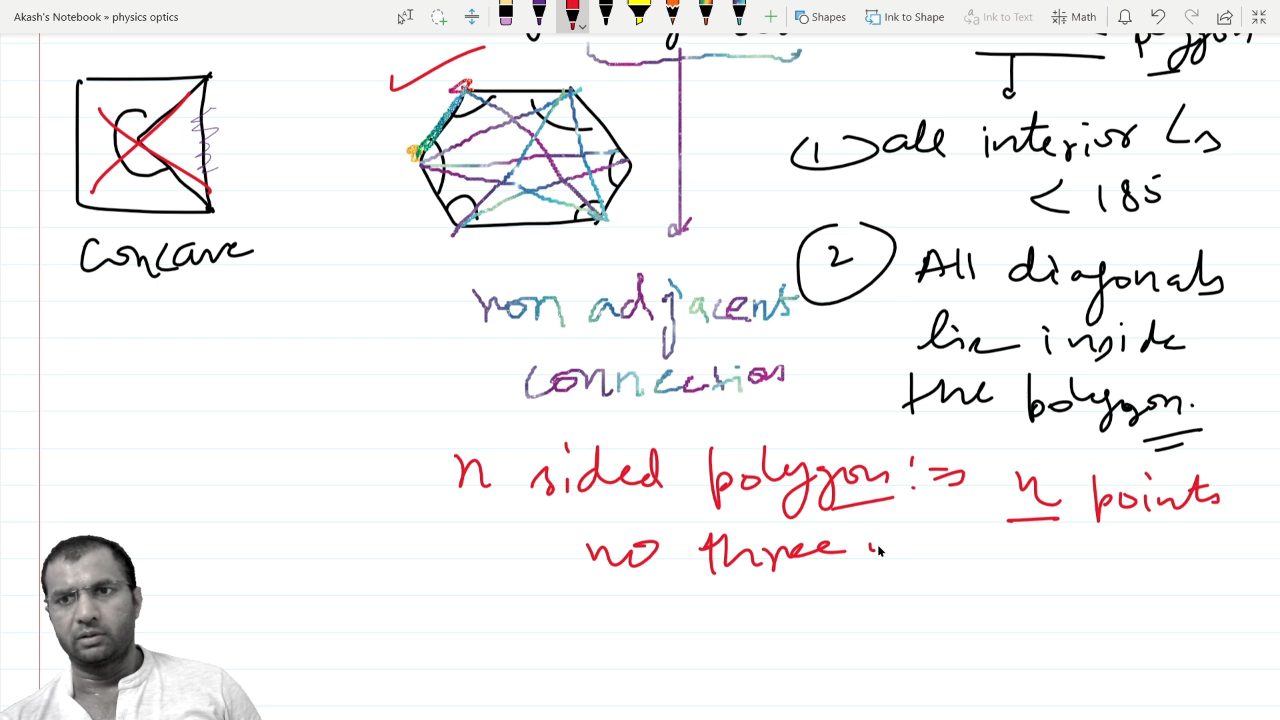 Akash's Notebook » physics optics
Shapes
Ink to Shape
Ink to Text
Math
polygon
1) all interior ∠s
< 185
concave
2 All diagonals
lie inside
the polygon.
non adjacent
connection
n sided polygon :⇒ n points
no three